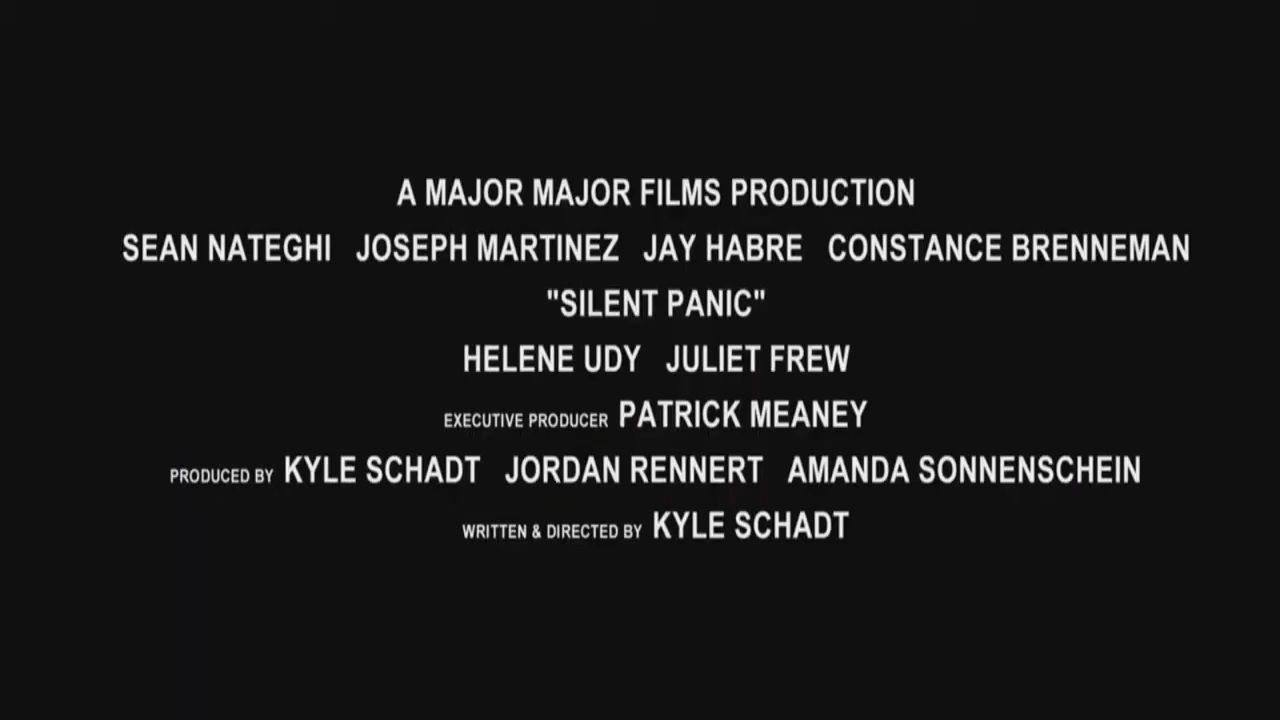 A MAJOR MAJOR FILMS PRODUCTION
SEAN NATEGHI JOSEPH MARTINEZ JAY HABRE CONSTANCE BRENNEMAN
"SILENT PANIC"
HELENE UDY JULIET FREW
EXECUTIVE PRODUCER PATRICK MEANEY
PRODUCED BY KYLE SCHADT JORDAN RENNERT AMANDA SONNENSCHEIN
WRITTEN & DIRECTED BY KYLE SCHADT